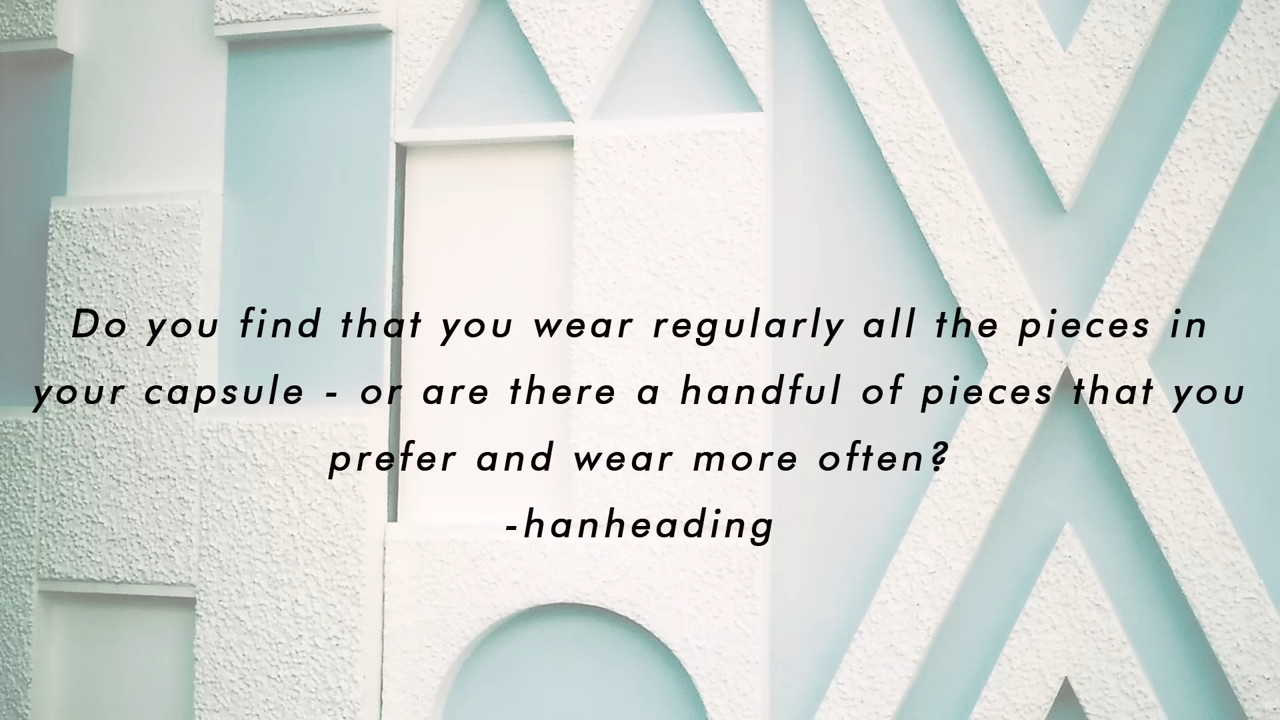 Do you find that you wear regularly all the pieces in
your capsule - or are there a handful of pieces that you
prefer and wear more often?
-hanheading